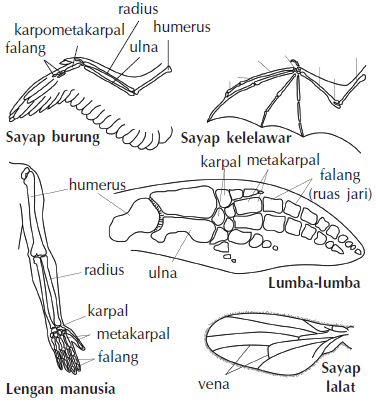 radius
karpometakarpal
humerus
falang
ulna
Sayap burung
Sayap kelelawar
karpal metakarpal
falang
(ruas jari)
humerus
radius
ulna
Lumba-lumba
karpal
metakarpal
falang
Lengan manusia
vena
Sayap
lalat